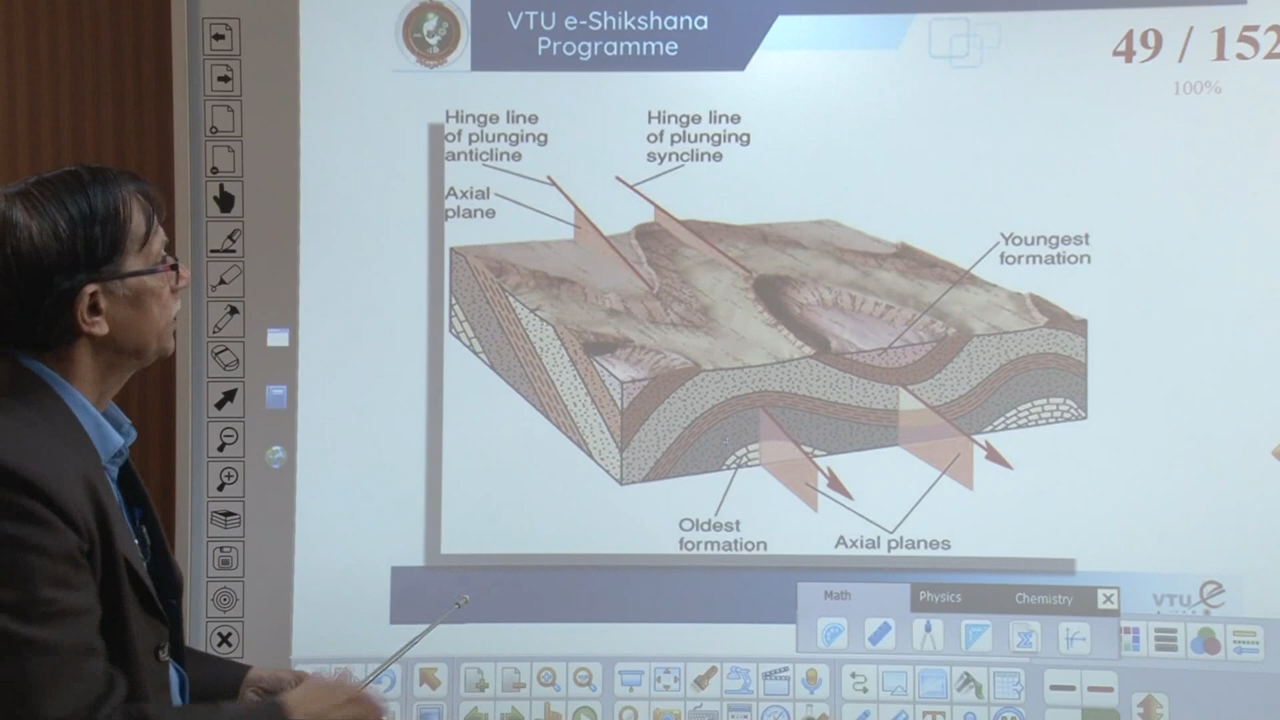 VTU e-Shikshana
Programme
49 / 152
100%
Hinge line
of plunging
anticline
Hinge line
of plunging
syncline
Axial
plane
Youngest
formation
Oldest
formation
Axial planes
Math
Physics
Chemistry
VTU